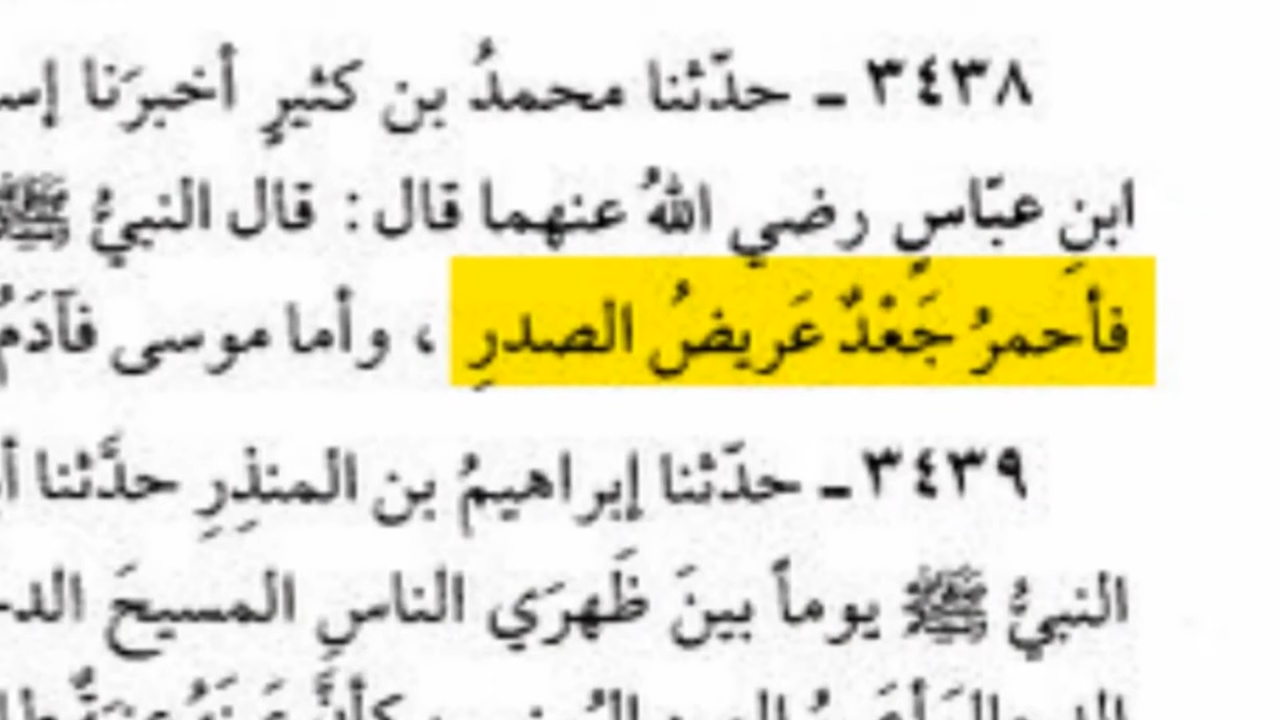 ٣٤٣٨ ـ حدّثنا محمدُ بن كثيرٍ أخبرَنا
ابنِ عبّاسٍ رضي اللهُ عنهما قال: قال النبيُّ ﷺ
فأحمرُ جَعْدٌ عَريضُ الصدرِ، وأما موسى فآدَمُ
٣٤٣٩ ـ حدّثنا إبراهيمُ بن المنذِرِ حدَّثنا
النبيُّ ﷺ يوماً بينَ ظَهرَي الناسِ المسيحَ